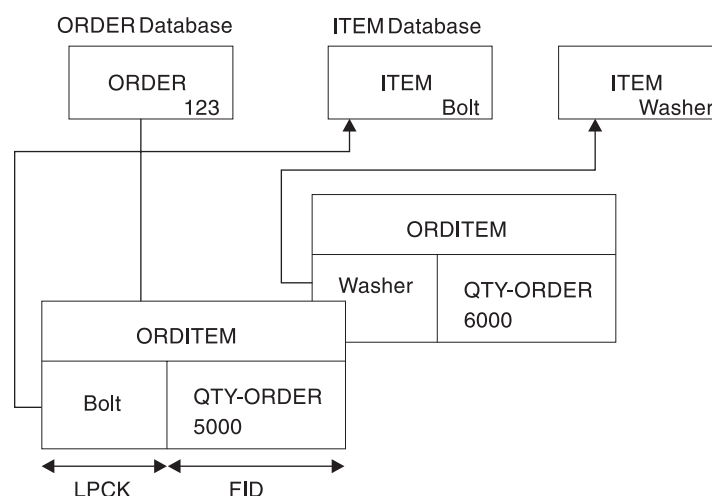 ORDER Database
ITEM Database
ORDER
123
ITEM
Bolt
ITEM
Washer
ORDITEM
Washer
QTY-ORDER
6000
ORDITEM
Bolt
QTY-ORDER
5000
LPCK
FID